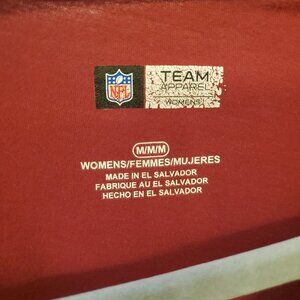 NFL
TEAM
APPAREL
WOMENS
M/M/M
WOMENS/FEMMES/MUJERES
MADE IN EL SALVADOR
FABRIQUE AU EL SALVADOR
HECHO EN EL SALVADOR